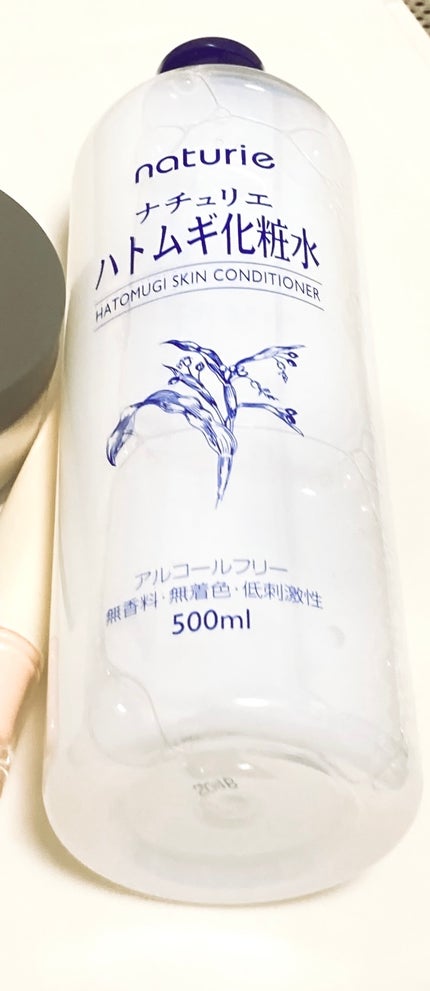 naturie
ナチュリエ
ハトムギ化粧水
HATOMUGI SKIN CONDITIONER
アルコールフリー
無香料・無着色・低刺激性
500ml